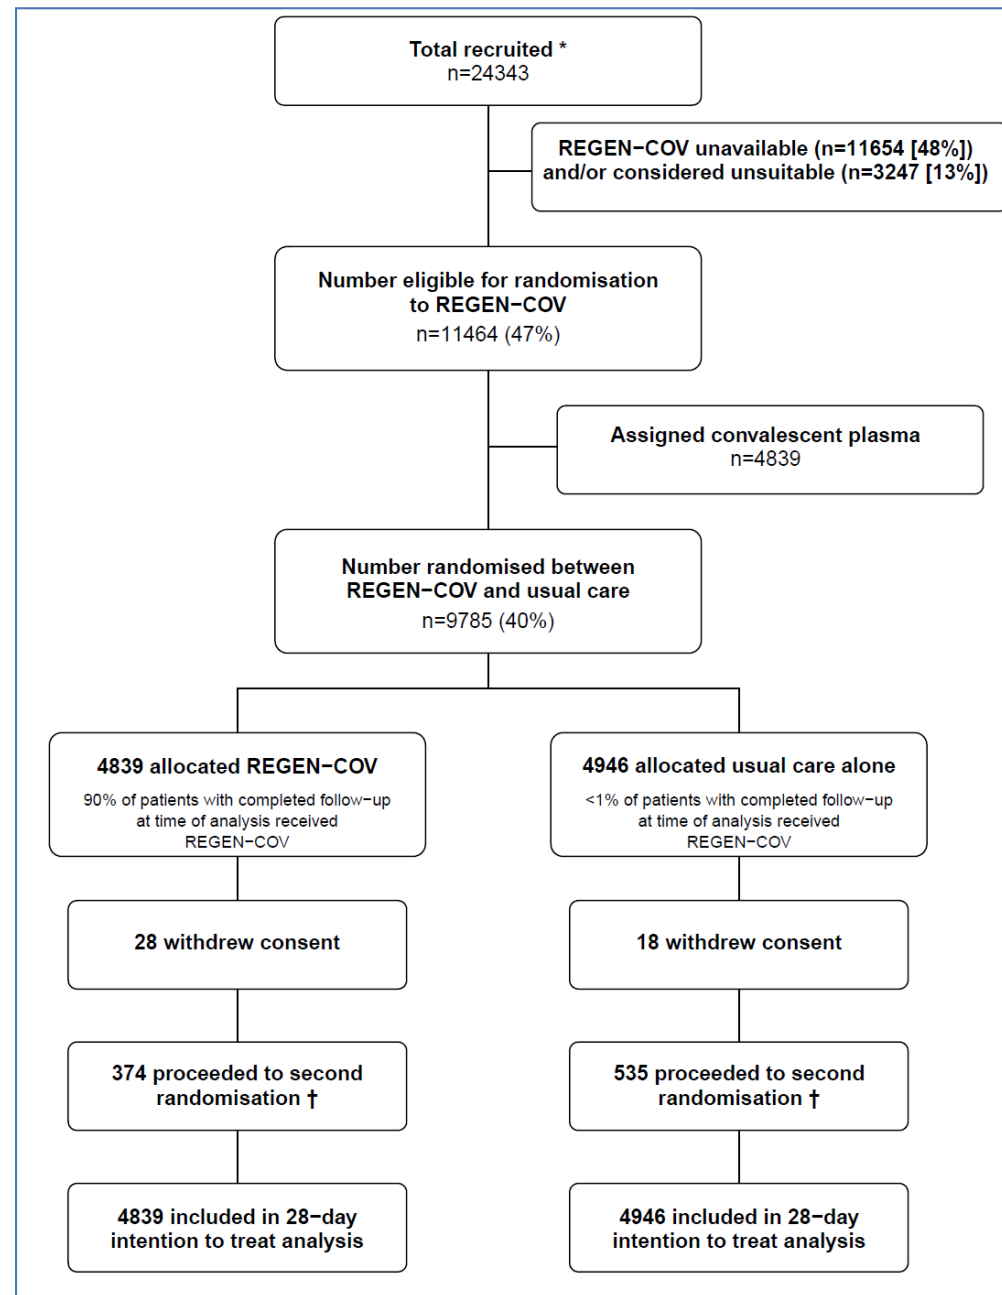 Total recruited *
n=24343
REGEN−COV unavailable (n=11654 [48%])
and/or considered unsuitable (n=3247 [13%])
Number eligible for randomisation
to REGEN−COV
n=11464 (47%)
Assigned convalescent plasma
n=4839
Number randomised between
REGEN−COV and usual care
n=9785 (40%)
4839 allocated REGEN−COV
90% of patients with completed follow−up
at time of analysis received
REGEN−COV
4946 allocated usual care alone
<1% of patients with completed follow−up
at time of analysis received
REGEN−COV
28 withdrew consent
18 withdrew consent
374 proceeded to second
randomisation †
535 proceeded to second
randomisation †
4839 included in 28−day
intention to treat analysis
4946 included in 28−day
intention to treat analysis